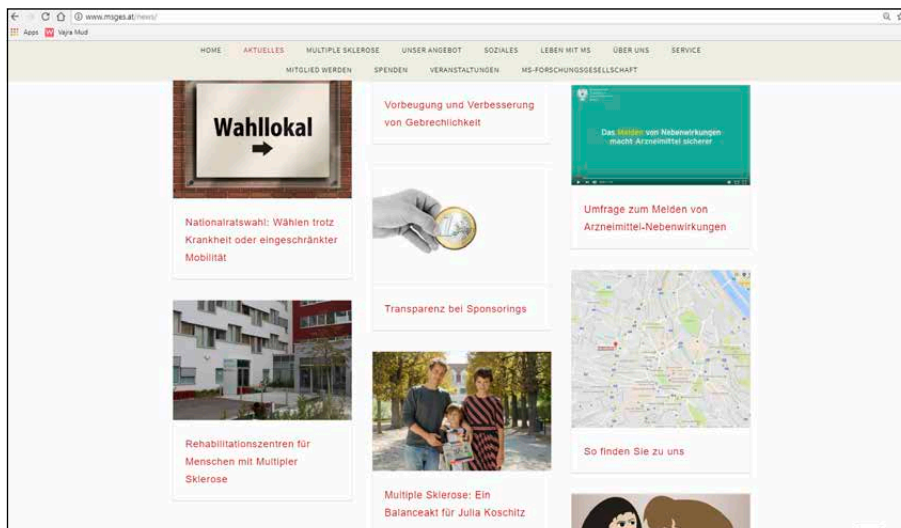 www.msges.at/news/
Apps
Vajra Mudi
HOME AKTUELLES MULTIPLE SKLEROSE UNSER ANGEBOT SOZIALES LEBEN MIT MS ÜBER UNS SERVICE
MITGLIED WERDEN SPENDEN VERANSTALTUNGEN MS-FORSCHUNGSGESELLSCHAFT
Wahllokal
Nationalratswahl: Wählen trotz
Krankheit oder eingeschränkter
Mobilität
Rehabilitationszentren für
Menschen mit Multipler
Sklerose
Vorbeugung und Verbesserung
von Gebrechlichkeit
Transparenz bei Sponsorings
Multiple Sklerose: Ein
Balanceakt für Julia Koschitz
Das Melden von Nebenwirkungen
macht Arzneimittel sicherer
Umfrage zum Melden von
Arzneimittel-Nebenwirkungen
So finden Sie zu uns